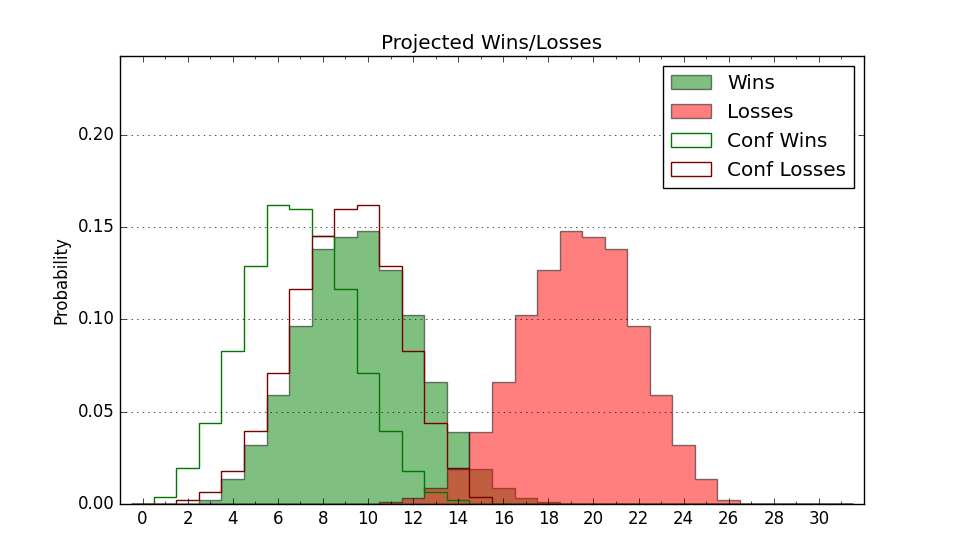 Projected Wins/Losses
Wins
Losses
Conf Wins
Conf Losses
Probability
0.20
0.15
0.10
0.05
0.00
0 2 4 6 8 10 12 14 16 18 20 22 24 26 28 30